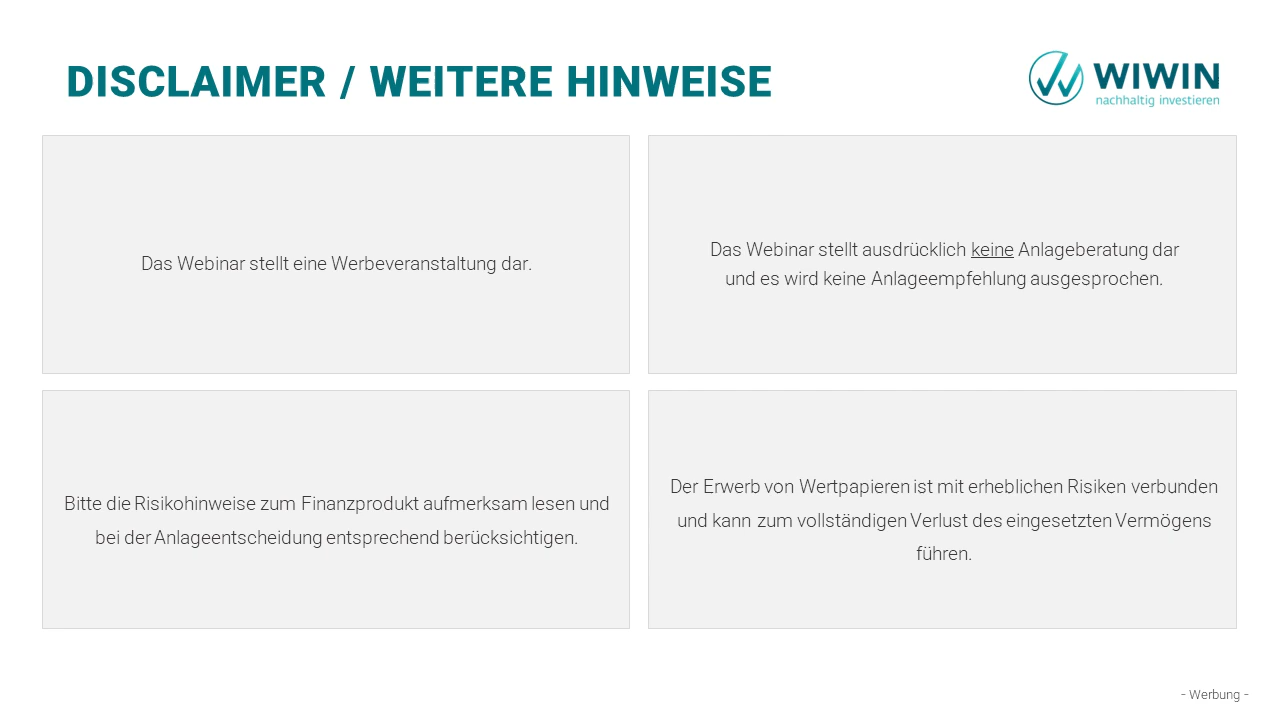 DISCLAIMER / WEITERE HINWEISE
WIWIN
nachhaltig investieren
Das Webinar stellt eine Werbeveranstaltung dar.
Das Webinar stellt ausdrücklich keine Anlageberatung dar
und es wird keine Anlageempfehlung ausgesprochen.
Bitte die Risikohinweise zum Finanzprodukt aufmerksam lesen und
bei der Anlageentscheidung entsprechend berücksichtigen.
Der Erwerb von Wertpapieren ist mit erheblichen Risiken verbunden
und kann zum vollständigen Verlust des eingesetzten Vermögens
führen.
- Werbung -